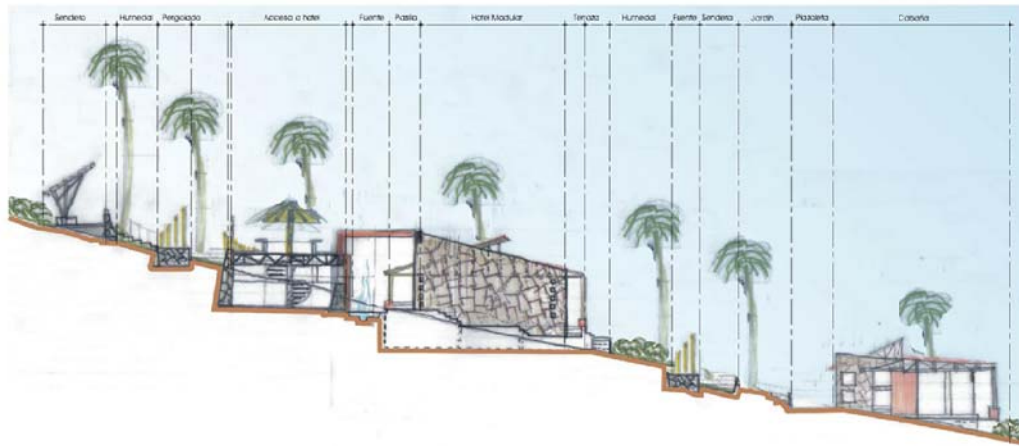 Sendero Humedal Pergolado Acceso a hotel Fuente Pasillo Hotel Modular Terraza Humedal Fuente Sendero Jardín Plazoleta Cabaña